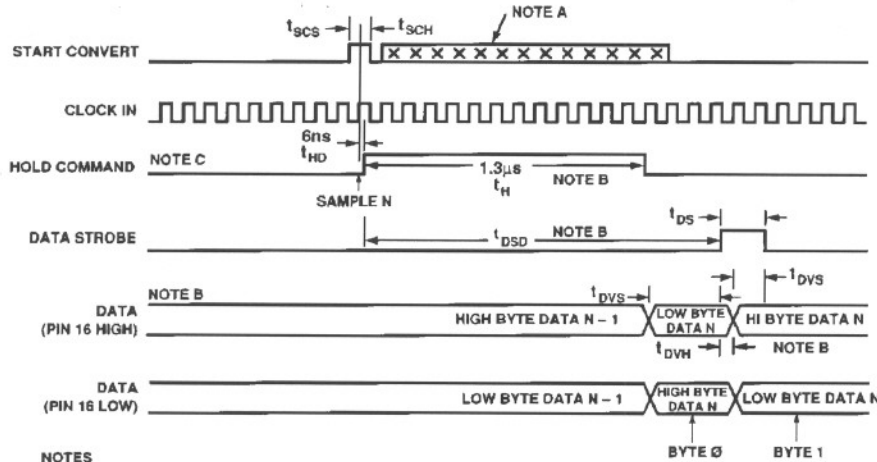 NOTE A
tSCS
tSCH
START CONVERT
X X X X X X X X X X X X X
CLOCK IN
6ns
tHD
HOLD COMMAND
NOTE C
1.3µs
tH
NOTE B
SAMPLE N
tDS
DATA STROBE
tDSD
NOTE B
tDVS
NOTE B
tDVS
DATA
(PIN 16 HIGH)
HIGH BYTE DATA N – 1
LOW BYTE
DATA N
HI BYTE DATA N
tDVH
NOTE B
DATA
(PIN 16 LOW)
LOW BYTE DATA N – 1
HIGH BYTE
DATA N
LOW BYTE DATA N
NOTES
BYTE Ø
BYTE 1